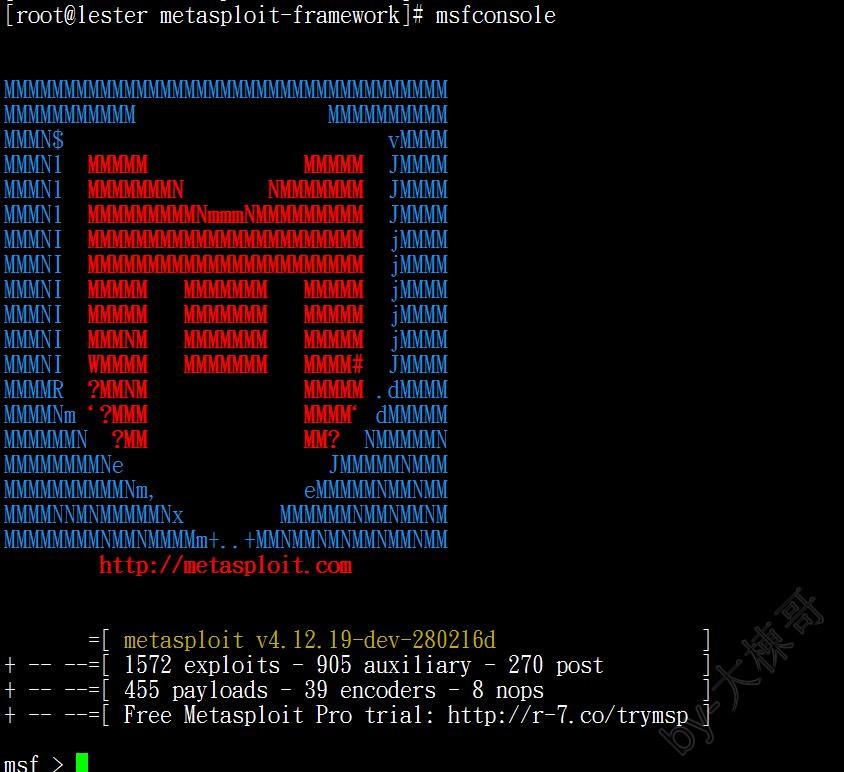 [root@lester metasploit-framework]# msfconsole
MMMMMMMMMMMMMMMMMMMMMMMMMMMMMMMMMMMMM
MMMMMMMMMMM                MMMMMMMMMM
MMMN$                           vMMMM
MMMN1  MMMMM             MMMMM  JMMMM
MMMN1  MMMMMMMN       NMMMMMMM  JMMMM
MMMN1  MMMMMMMMMNmmmNMMMMMMMMM  JMMMM
MMMNI  MMMMMMMMMMMMMMMMMMMMMMM  jMMMM
MMMNI  MMMMMMMMMMMMMMMMMMMMMMM  jMMMM
MMMNI  MMMMM   MMMMMMM   MMMMM  jMMMM
MMMNI  MMMMM   MMMMMMM   MMMMM  jMMMM
MMMNI  MMMNM   MMMMMMM   MMMMM  jMMMM
MMMNI  WMMMM   MMMMMMM   MMMM#  JMMMM
MMMMR  ?MMNM             MMMMM .dMMMM
MMMMNm `?MMM             MMMM` dMMMMM
MMMMMMN  ?MM             MM?  NMMMMMN
MMMMMMMMNe                 JMMMMMNMMM
MMMMMMMMMMNm,            eMMMMMNMMNMM
MMMMNNMNMMMMMNx        MMMMMMNMMNMMNM
MMMMMMMMNMMNMMMMm+..+MMNMMNMNMMNMMNMM
http://metasploit.com
=[ metasploit v4.12.19-dev-280216d ]
+ -- --=[ 1572 exploits - 905 auxiliary - 270 post ]
+ -- --=[ 455 payloads - 39 encoders - 8 nops ]
+ -- --=[ Free Metasploit Pro trial: http://r-7.co/trymsp ]
msf >
by-大栋哥